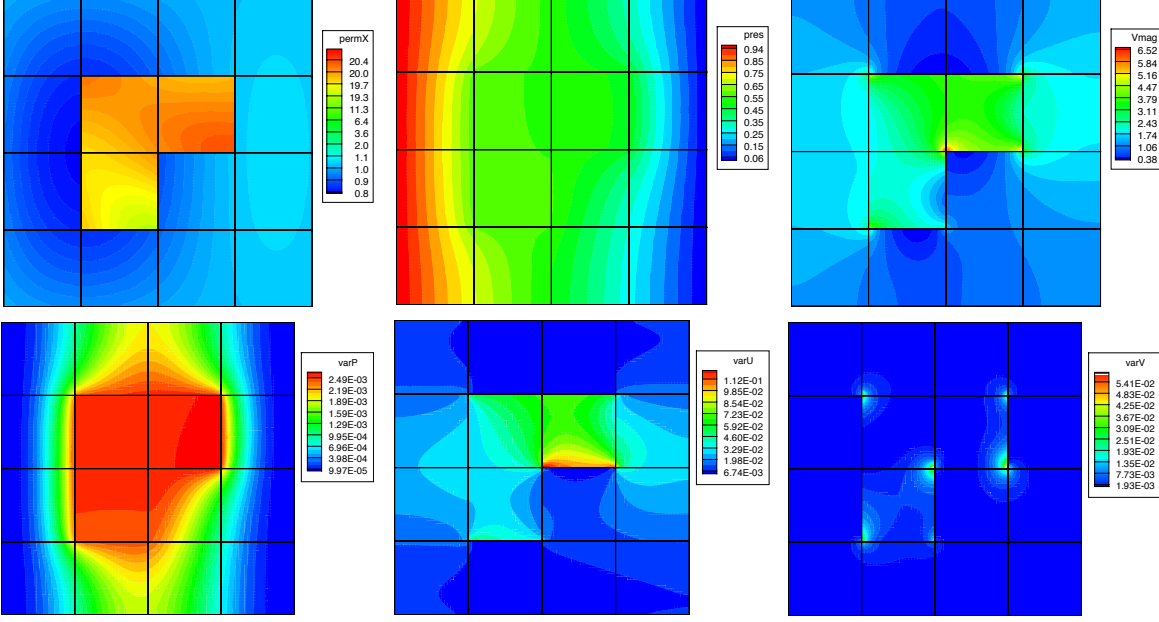 permX
20.4
20.0
19.7
19.3
11.3
6.4
3.6
2.0
1.1
1.0
0.9
0.8
pres
0.94
0.85
0.75
0.65
0.55
0.45
0.35
0.25
0.15
0.06
Vmag
6.52
5.84
5.16
4.47
3.79
3.11
2.43
1.74
1.06
0.38
varP
2.49E-03
2.19E-03
1.89E-03
1.59E-03
1.29E-03
9.95E-04
6.96E-04
3.98E-04
9.97E-05
varU
1.12E-01
9.85E-02
8.54E-02
7.23E-02
5.92E-02
4.60E-02
3.29E-02
1.98E-02
6.74E-03
varV
5.41E-02
4.83E-02
4.25E-02
3.67E-02
3.09E-02
2.51E-02
1.93E-02
1.35E-02
7.73E-03
1.93E-03